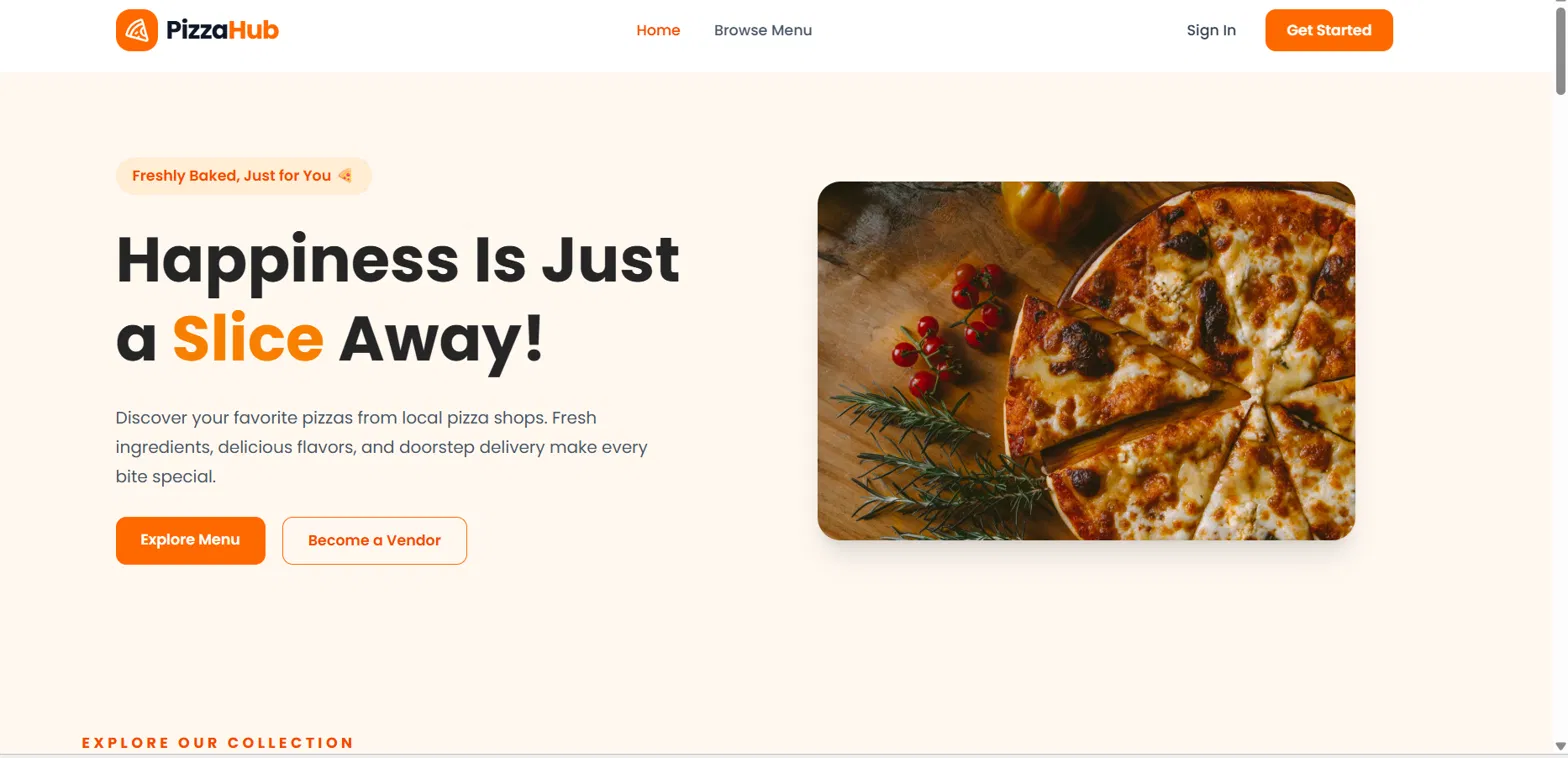 PizzaHub
Home
Browse Menu
Sign In
Get Started
Freshly Baked, Just for You 🍕
Happiness Is Just
a Slice Away!
Discover your favorite pizzas from local pizza shops. Fresh
ingredients, delicious flavors, and doorstep delivery make every
bite special.
Explore Menu
Become a Vendor
EXPLORE OUR COLLECTION